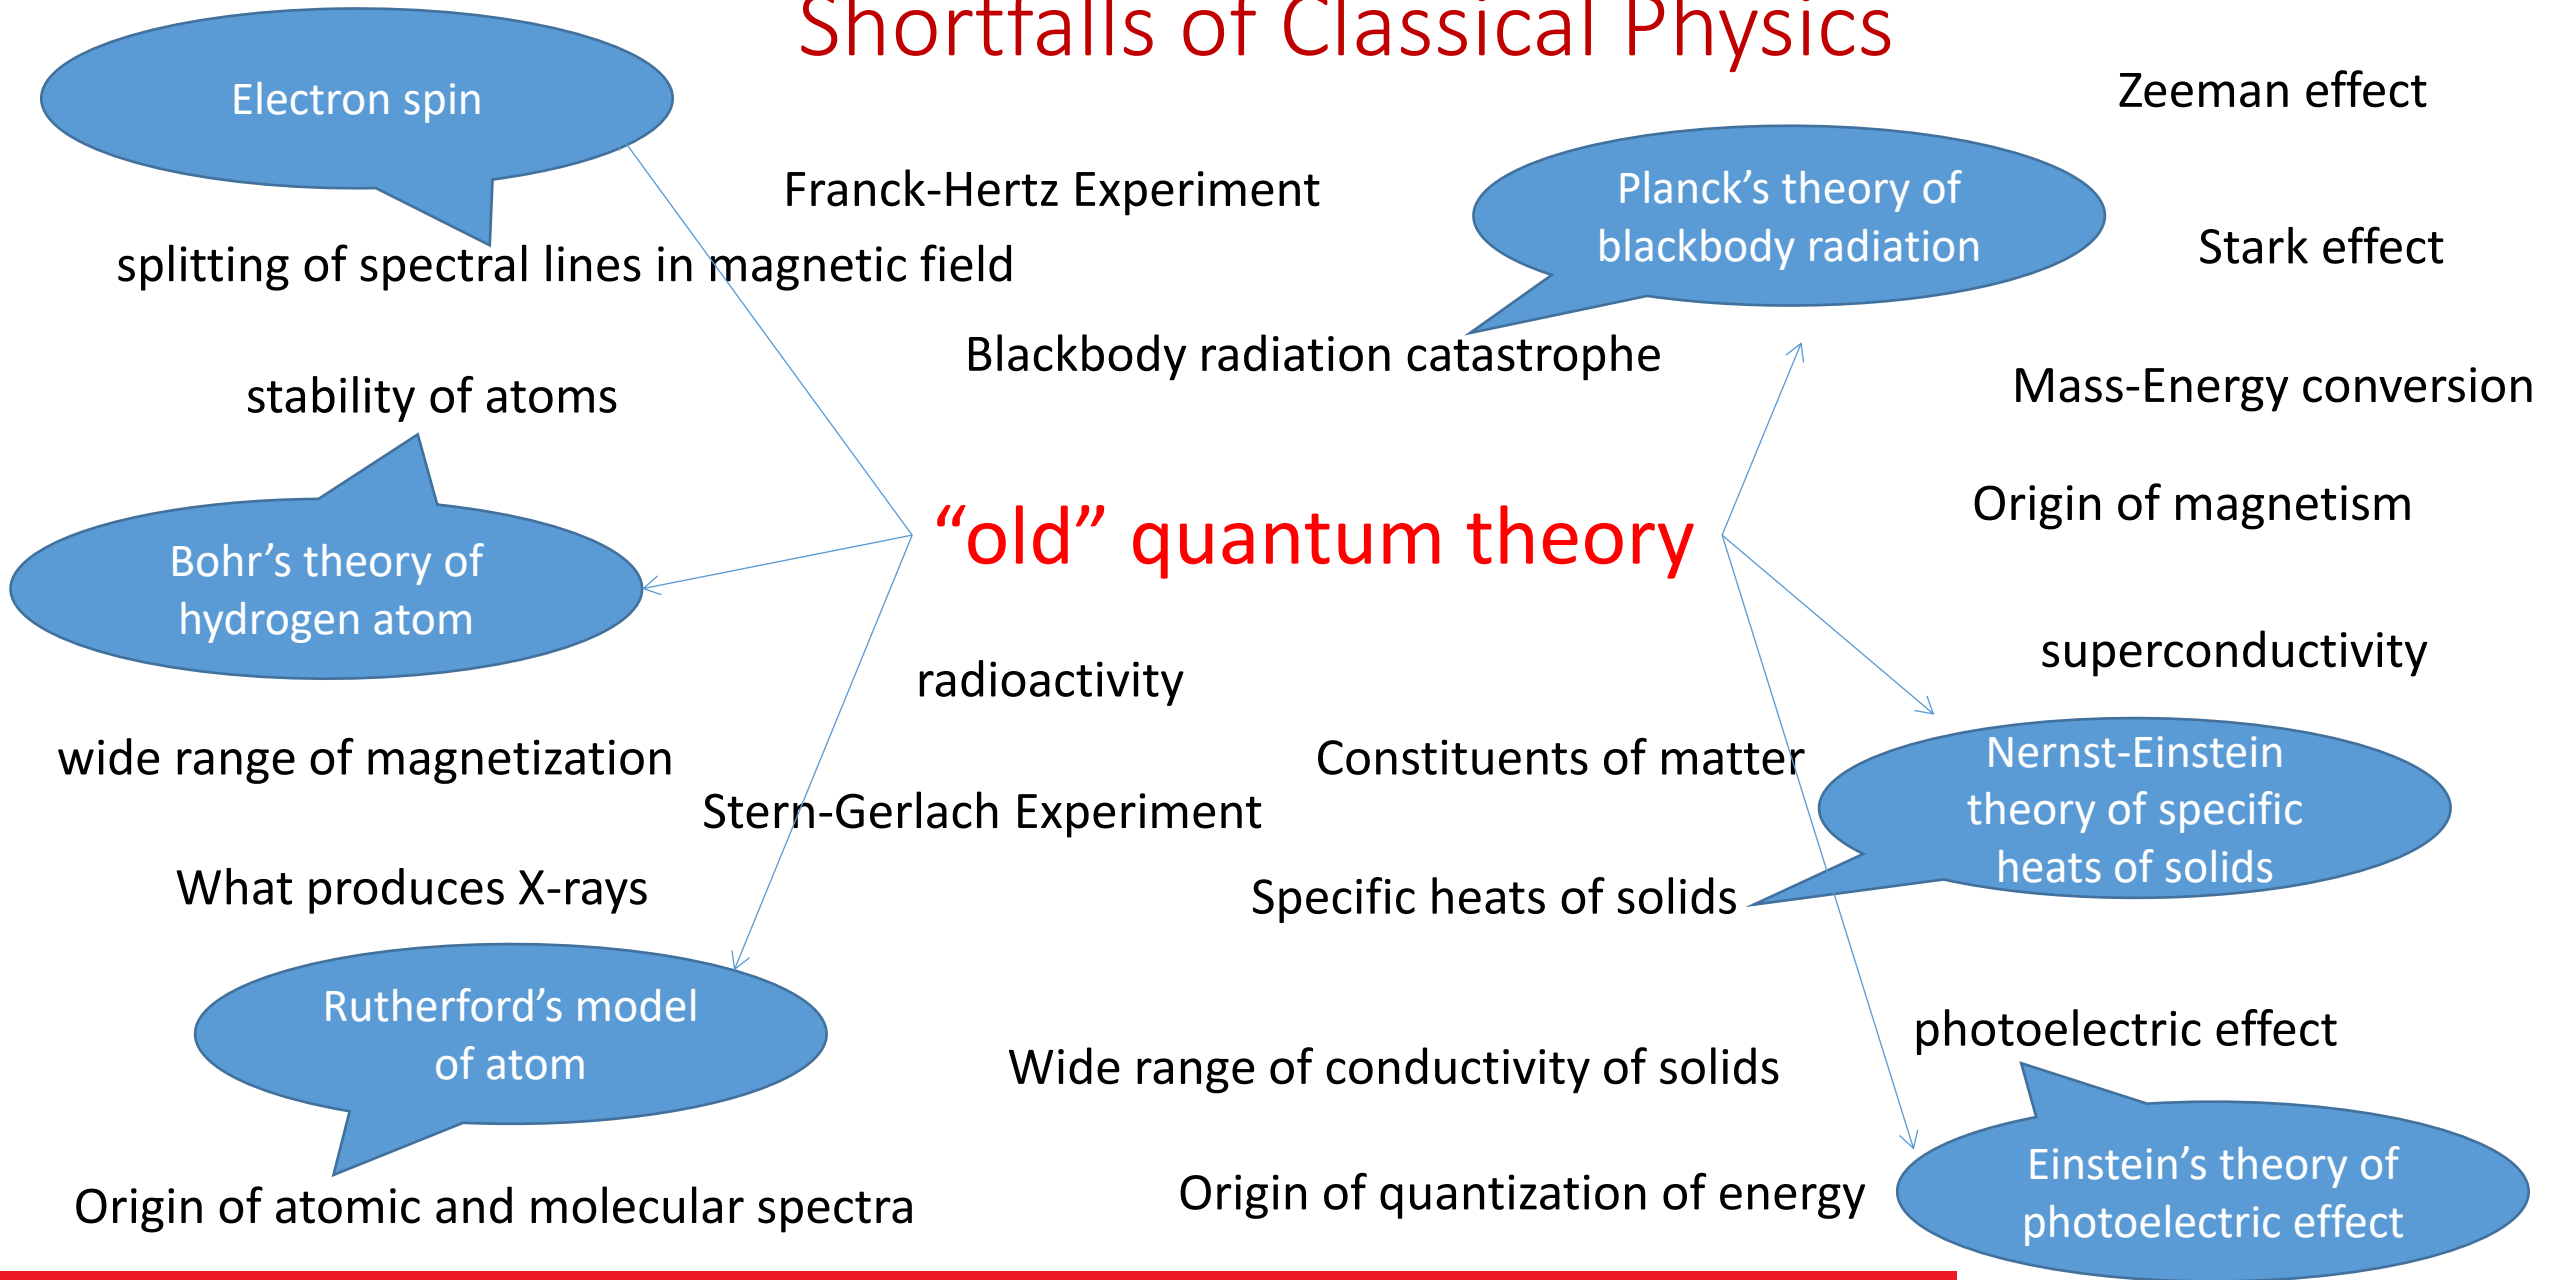 Shortfalls of Classical Physics
Electron spin
Zeeman effect
Franck-Hertz Experiment
Planck’s theory of
blackbody radiation
splitting of spectral lines in magnetic field
Stark effect
Blackbody radiation catastrophe
stability of atoms
Mass-Energy conversion
Origin of magnetism
“old” quantum theory
Bohr’s theory of
hydrogen atom
superconductivity
radioactivity
wide range of magnetization
Constituents of matter
Nernst-Einstein
theory of specific
heats of solids
Stern-Gerlach Experiment
What produces X-rays
Specific heats of solids
Rutherford’s model
of atom
photoelectric effect
Wide range of conductivity of solids
Origin of atomic and molecular spectra
Origin of quantization of energy
Einstein’s theory of
photoelectric effect